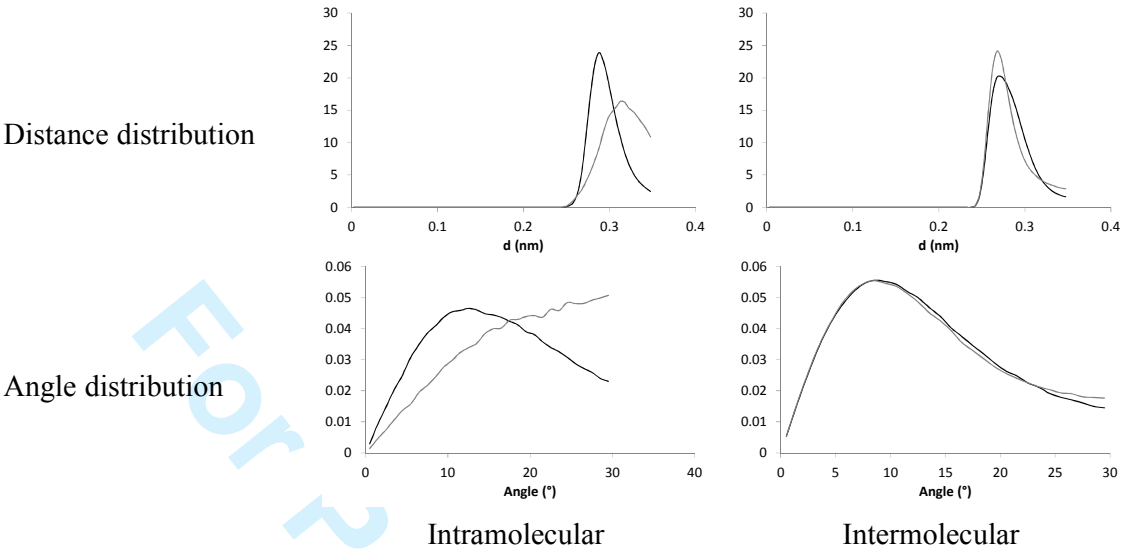 30
25
20
15
10
5
0
0 0.1 0.2 0.3 0.4
d (nm)
30
25
20
15
10
5
0
0 0.1 0.2 0.3 0.4
d (nm)
Distance distribution
0.06
0.05
0.04
0.03
0.02
0.01
0
0 10 20 30 40
Angle (°)
0.06
0.05
0.04
0.03
0.02
0.01
0
0 5 10 15 20 25 30
Angle (°)
Angle distribution
Intramolecular Intermolecular
For P